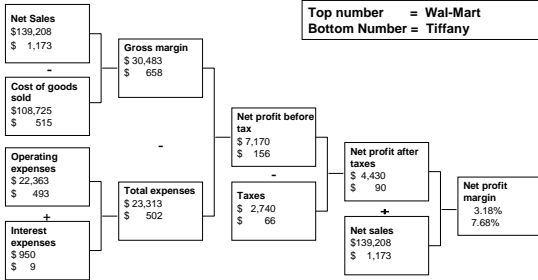 Top number = Wal-Mart
Bottom Number = Tiffany
Net Sales
$139,208
$ 1,173
-
Cost of goods
sold
$108,725
$ 515
Gross margin
$ 30,483
$ 658
-
Operating
expenses
$ 22,363
$ 493
+
Interest
expenses
$ 950
$ 9
Total expenses
$ 23,313
$ 502
Net profit before
tax
$ 7,170
$ 156
-
Taxes
$ 2,740
$ 66
Net profit after
taxes
$ 4,430
$ 90
+
Net sales
$139,208
$ 1,173
Net profit
margin
3.18%
7.68%